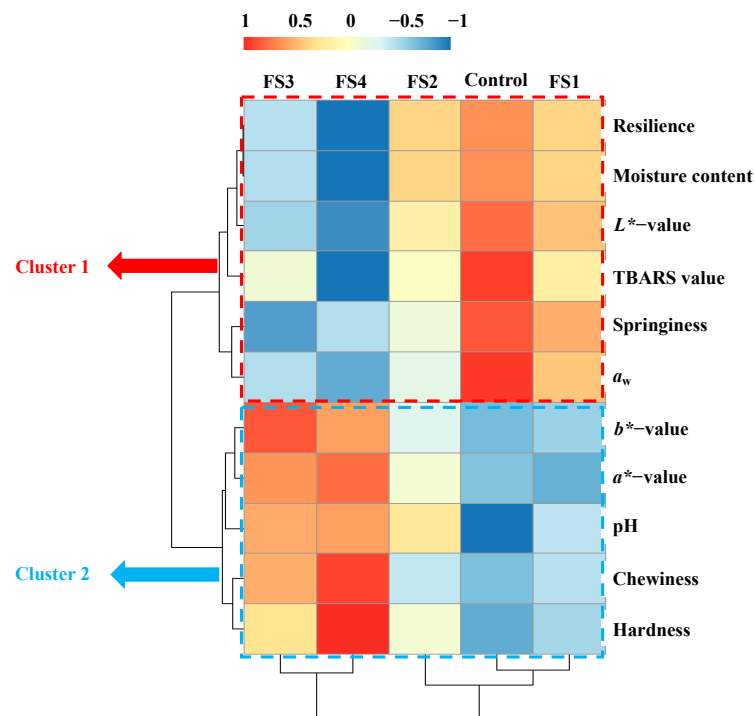 1 0.5 0 −0.5 −1
FS3 FS4 FS2 Control FS1
Resilience
Moisture content
L*−value
Cluster 1
TBARS value
Springiness
aw
b*−value
a*−value
pH
Cluster 2
Chewiness
Hardness